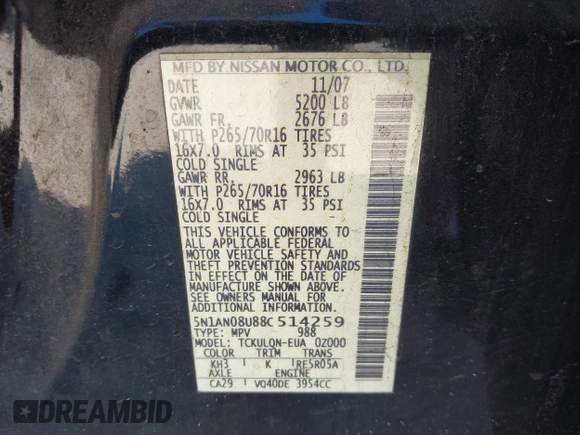 MFD BY NISSAN MOTOR CO., LTD.
DATE 11/07
GVWR 5200 LB
GAWR FR. 2676 LB
WITH P265/70R16 TIRES
16X7.0 RIMS AT 35 PSI
COLD SINGLE
GAWR RR. 2963 LB
WITH P265/70R16 TIRES
16X7.0 RIMS AT 35 PSI
COLD SINGLE -
THIS VEHICLE CONFORMS TO
ALL APPLICABLE FEDERAL
MOTOR VEHICLE SAFETY AND
THEFT PREVENTION STANDARDS
IN EFFECT ON THE DATE OF
MANUFACTURE SHOWN ABOVE.
SEE OWNERS MANUAL FOR
ADDITIONAL INFORMATION.
5N1AN08U88C514259
TYPE: MPV 988
MODEL: TCKULQN-EUA 0Z000
COLOR TRIM TRANS
KH3 K RE5R05A
AXLE ENGINE
CA29 VQ40DE 3954CC
DREAMBID